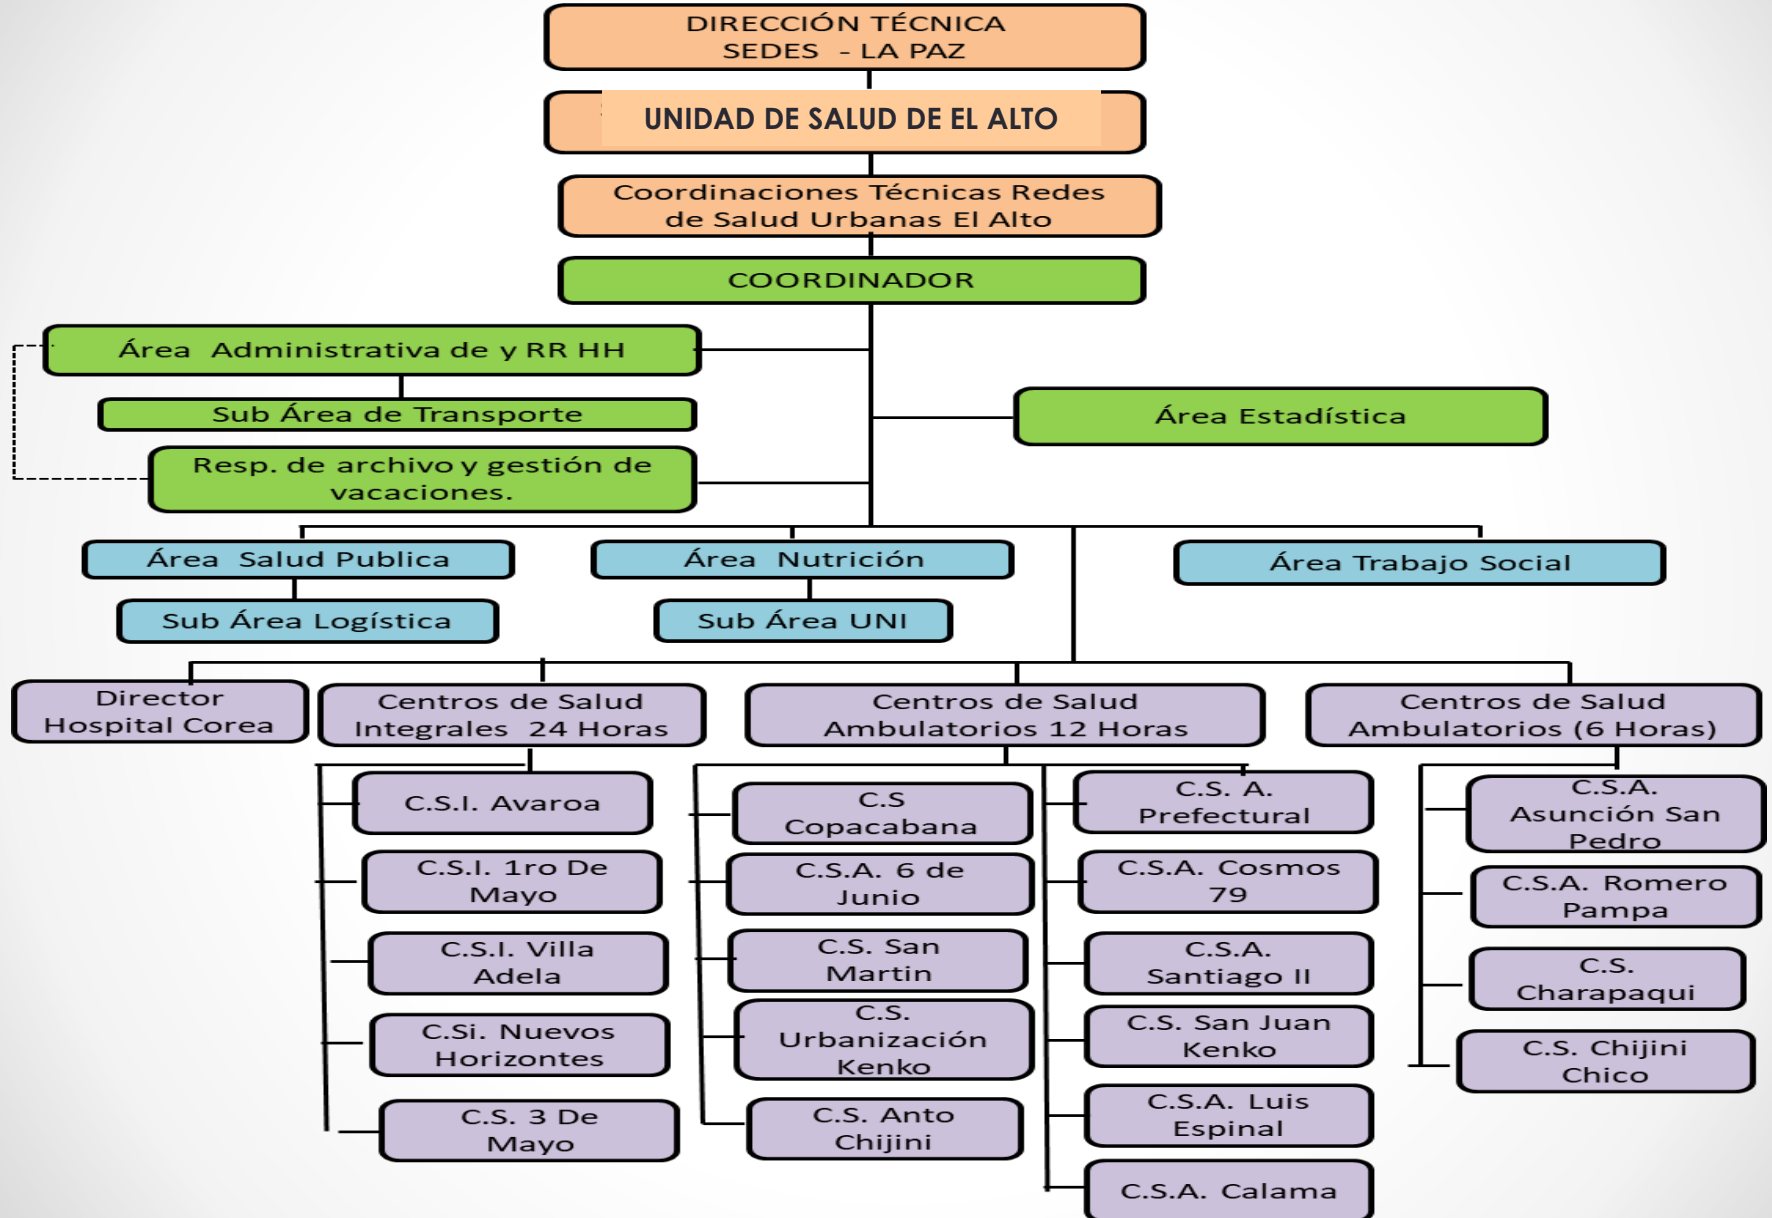 DIRECCIÓN TÉCNICA
SEDES - LA PAZ
UNIDAD DE SALUD DE EL ALTO
Coordinaciones Técnicas Redes
de Salud Urbanas El Alto
COORDINADOR
Área Administrativa de y RR HH
Sub Área de Transporte
Área Estadística
Resp. de archivo y gestión de
vacaciones.
Área Salud Publica
Área Nutrición
Área Trabajo Social
Sub Área Logística
Sub Área UNI
Director
Hospital Corea
Centros de Salud
Integrales 24 Horas
Centros de Salud
Ambulatorios 12 Horas
Centros de Salud
Ambulatorios (6 Horas)
C.S.I. Avaroa
C.S.I. 1ro De
Mayo
C.S.I. Villa
Adela
C.Si. Nuevos
Horizontes
C.S. 3 De
Mayo
C.S
Copacabana
C.S.A. 6 de
Junio
C.S. San
Martin
C.S.
Urbanización
Kenko
C.S. Anto
Chijini
C.S. A.
Prefectural
C.S.A. Cosmos
79
C.S.A.
Santiago II
C.S. San Juan
Kenko
C.S.A. Luis
Espinal
C.S.A. Calama
C.S.A.
Asunción San
Pedro
C.S.A. Romero
Pampa
C.S.
Charapaqui
C.S. Chijini
Chico